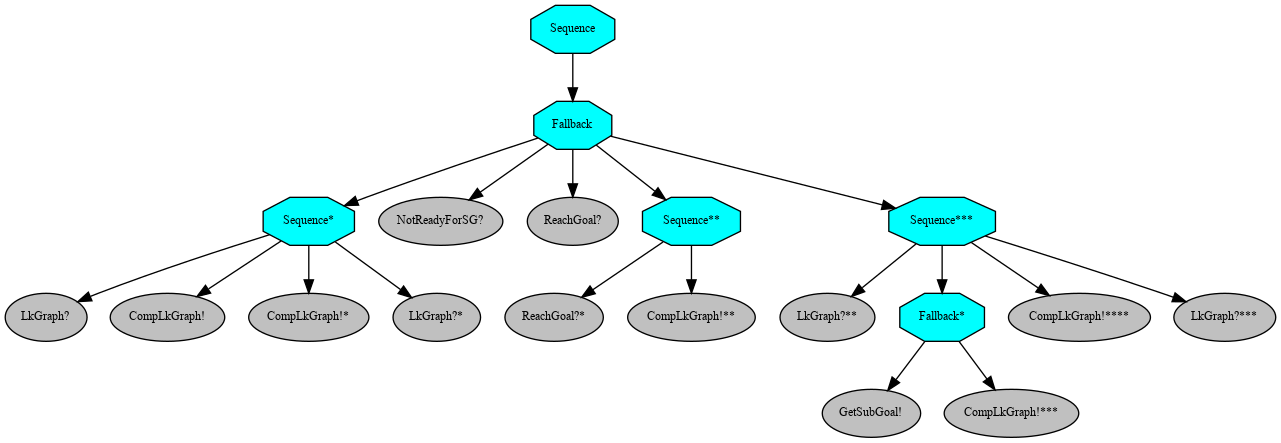 Sequence
Fallback
Sequence*
NotReadyForSG?
ReachGoal?
Sequence**
Sequence***
LkGraph?
CompLkGraph!
CompLkGraph!*
LkGraph?*
ReachGoal?*
CompLkGraph!**
LkGraph?**
Fallback*
CompLkGraph!****
LkGraph?***
GetSubGoal!
CompLkGraph!***